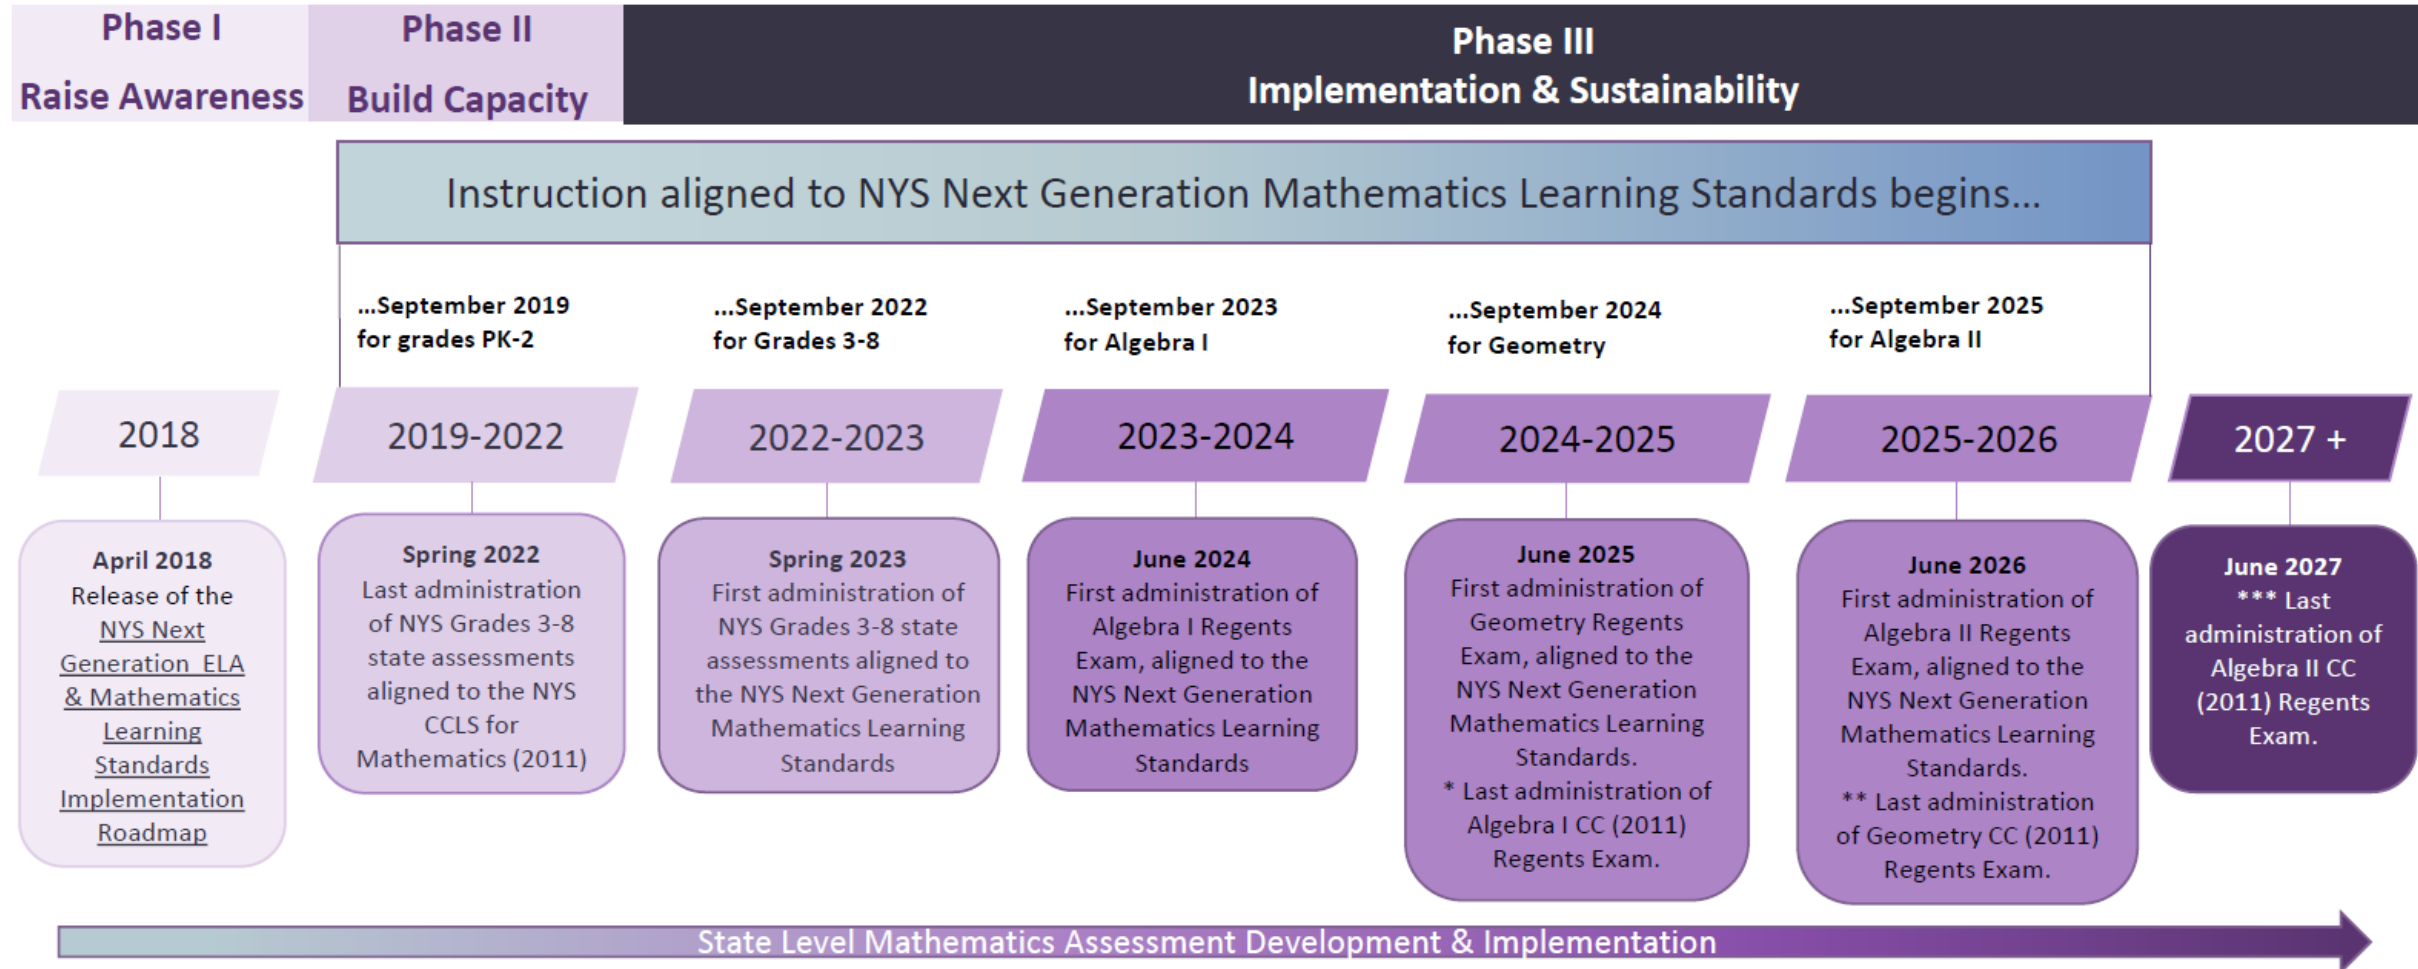 Phase I
Raise Awareness
Phase II
Build Capacity
Phase III
Implementation & Sustainability
Instruction aligned to NYS Next Generation Mathematics Learning Standards begins...
...September 2019
for grades PK-2
...September 2022
for Grades 3-8
...September 2023
for Algebra I
...September 2024
for Geometry
...September 2025
for Algebra II
2018
2019-2022
2022-2023
2023-2024
2024-2025
2025-2026
2027 +
April 2018
Release of the
NYS Next
Generation ELA
& Mathematics
Learning
Standards
Implementation
Roadmap
Spring 2022
Last administration
of NYS Grades 3-8
state assessments
aligned to the NYS
CCLS for
Mathematics (2011)
Spring 2023
First administration of
NYS Grades 3-8 state
assessments aligned to
the NYS Next Generation
Mathematics Learning
Standards
June 2024
First administration of
Algebra I Regents
Exam, aligned to the
NYS Next Generation
Mathematics Learning
Standards
June 2025
First administration of
Geometry Regents
Exam, aligned to the
NYS Next Generation
Mathematics Learning
Standards.
* Last administration of
Algebra I CC (2011)
Regents Exam.
June 2026
First administration of
Algebra II Regents
Exam, aligned to the
NYS Next Generation
Mathematics Learning
Standards.
** Last administration
of Geometry CC (2011)
Regents Exam.
June 2027
*** Last
administration of
Algebra II CC
(2011) Regents
Exam.
State Level Mathematics Assessment Development & Implementation